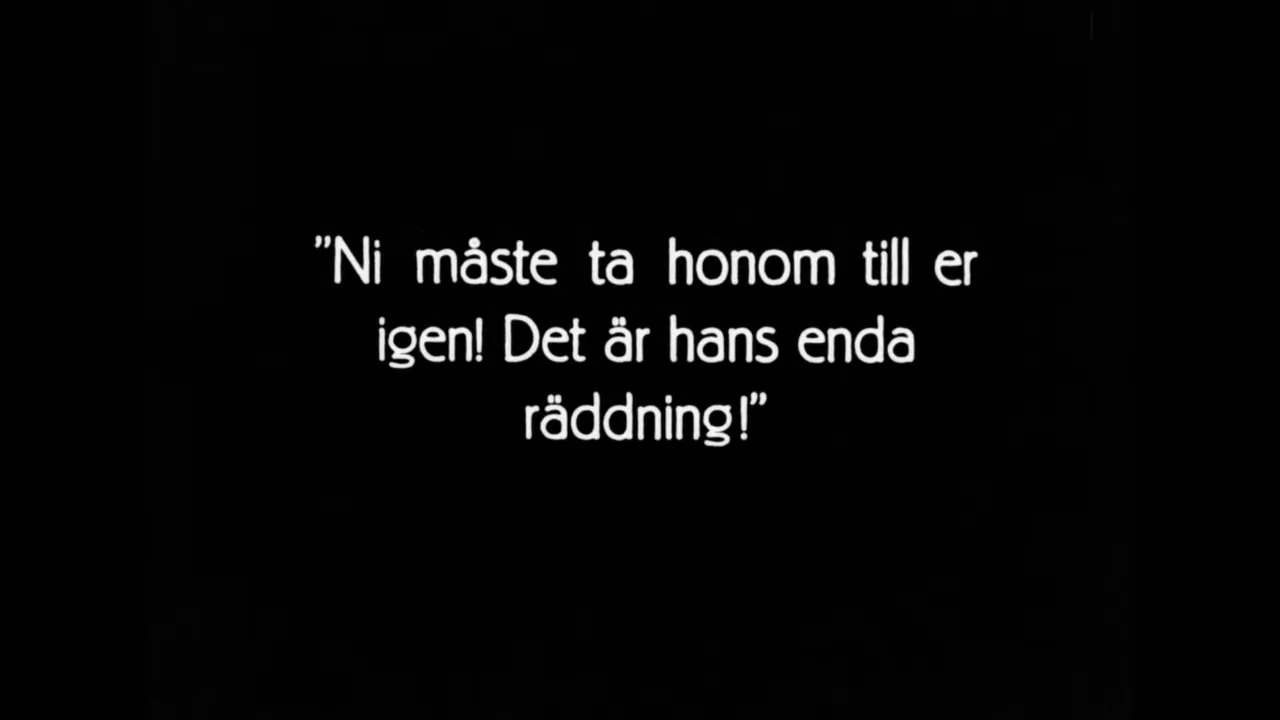 ”Ni måste ta honom till er
igen! Det är hans enda
räddning!”